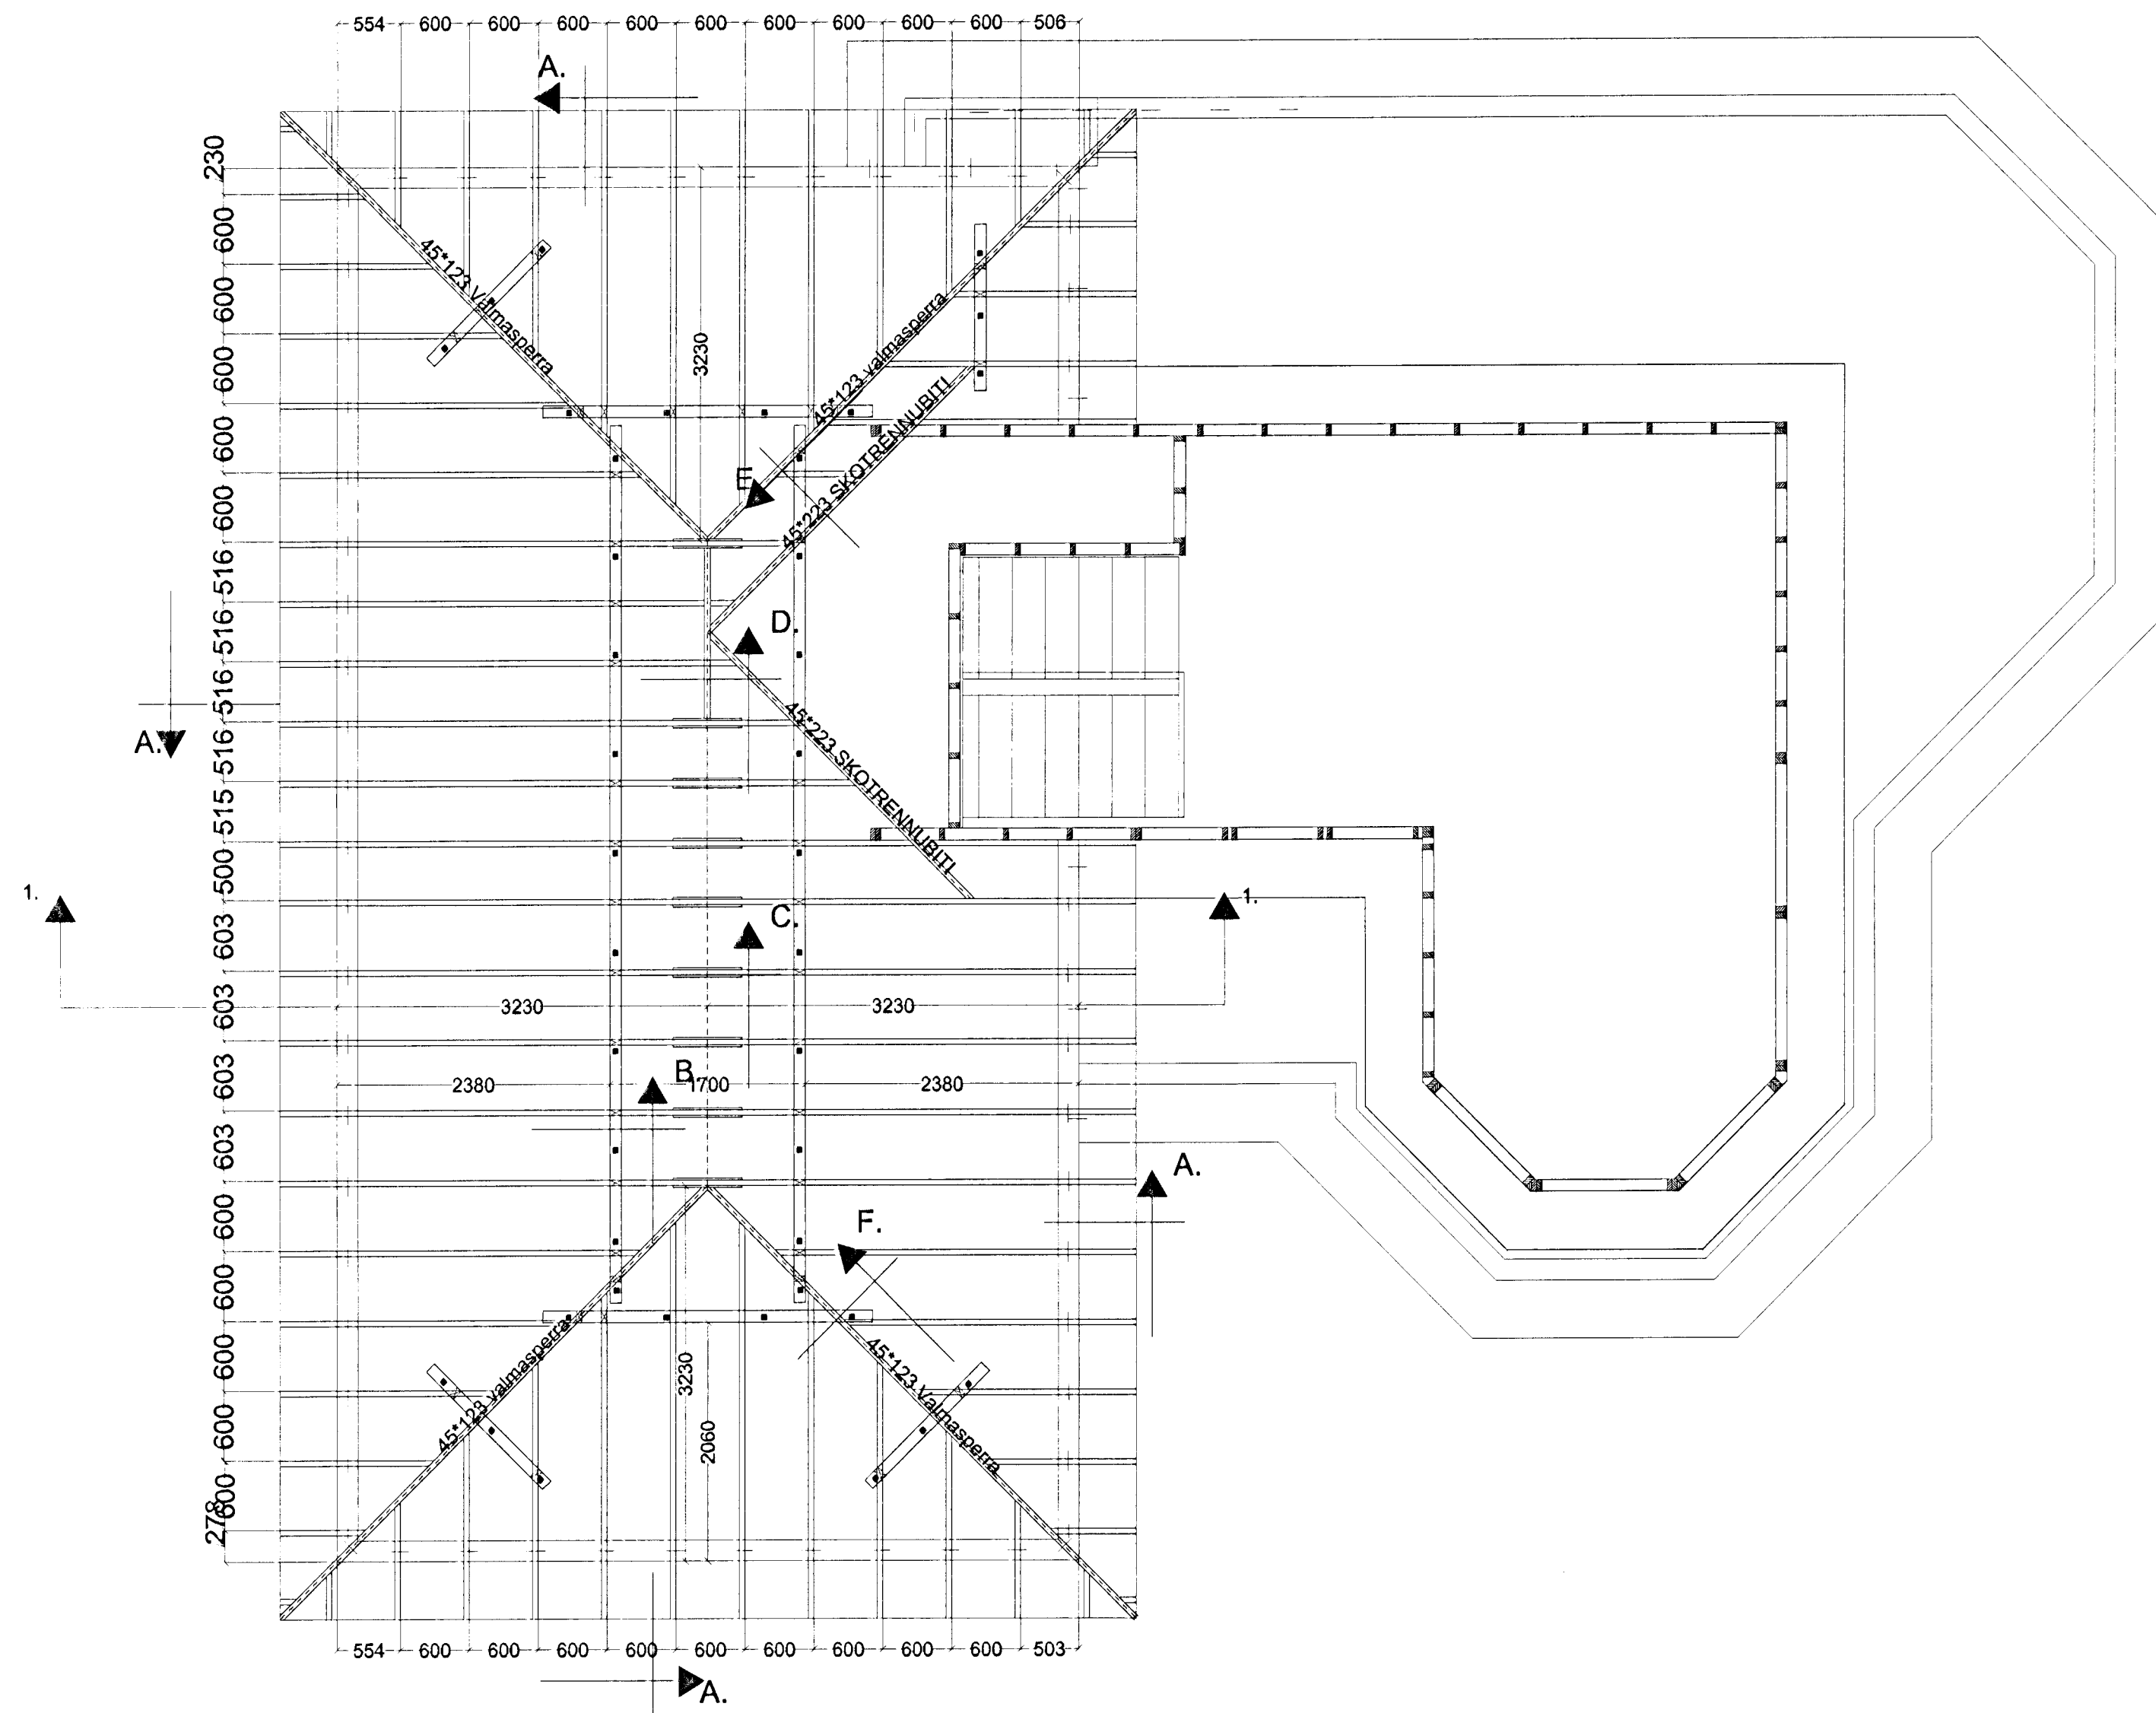 554 600 600 600 600 600 600 600 600 600 506
A.
230
600
600
600
600
600
516
516
516
516
515
500
603
603
603
603
600
600
600
600
600
278
45*123 Valmasperra
3230
45*123 valmasperra
45*223 SKOTRENNUBITI
E
D.
45*223 SKOTRENNUBITI
A.
1.
1.
C.
3230 3230
B.
2380 1700 2380
A.
F.
45*123 valmasperra
3230
2060
45*123 Valmasperra
554 600 600 600 600 600 600 600 600 600 503
A.